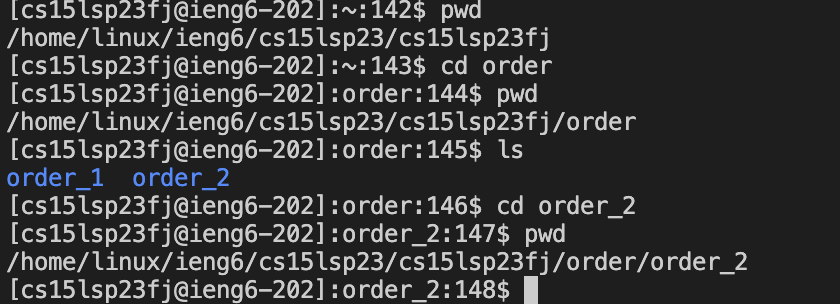 [cs15lsp23fj@ieng6-202]:~:142$ pwd
/home/linux/ieng6/cs15lsp23/cs15lsp23fj
[cs15lsp23fj@ieng6-202]:~:143$ cd order
[cs15lsp23fj@ieng6-202]:order:144$ pwd
/home/linux/ieng6/cs15lsp23/cs15lsp23fj/order
[cs15lsp23fj@ieng6-202]:order:145$ ls
order_1  order_2
[cs15lsp23fj@ieng6-202]:order:146$ cd order_2
[cs15lsp23fj@ieng6-202]:order_2:147$ pwd
/home/linux/ieng6/cs15lsp23/cs15lsp23fj/order/order_2
[cs15lsp23fj@ieng6-202]:order_2:148$